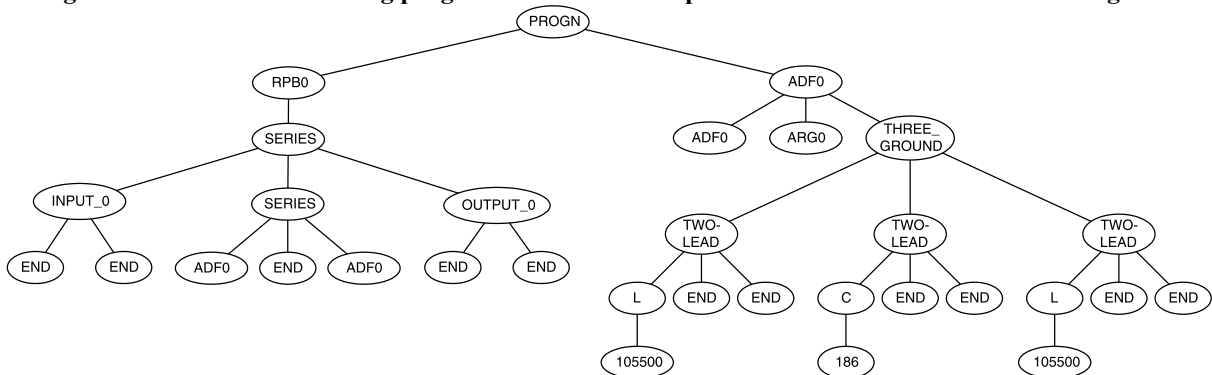 PROGN
RPB0
ADF0
SERIES
ADF0
ARG0
THREE_
GROUND
INPUT_0
SERIES
OUTPUT_0
TWO-
LEAD
TWO-
LEAD
TWO-
LEAD
END
END
ADF0
END
ADF0
END
END
L
END
END
C
END
END
L
END
END
105500
186
105500